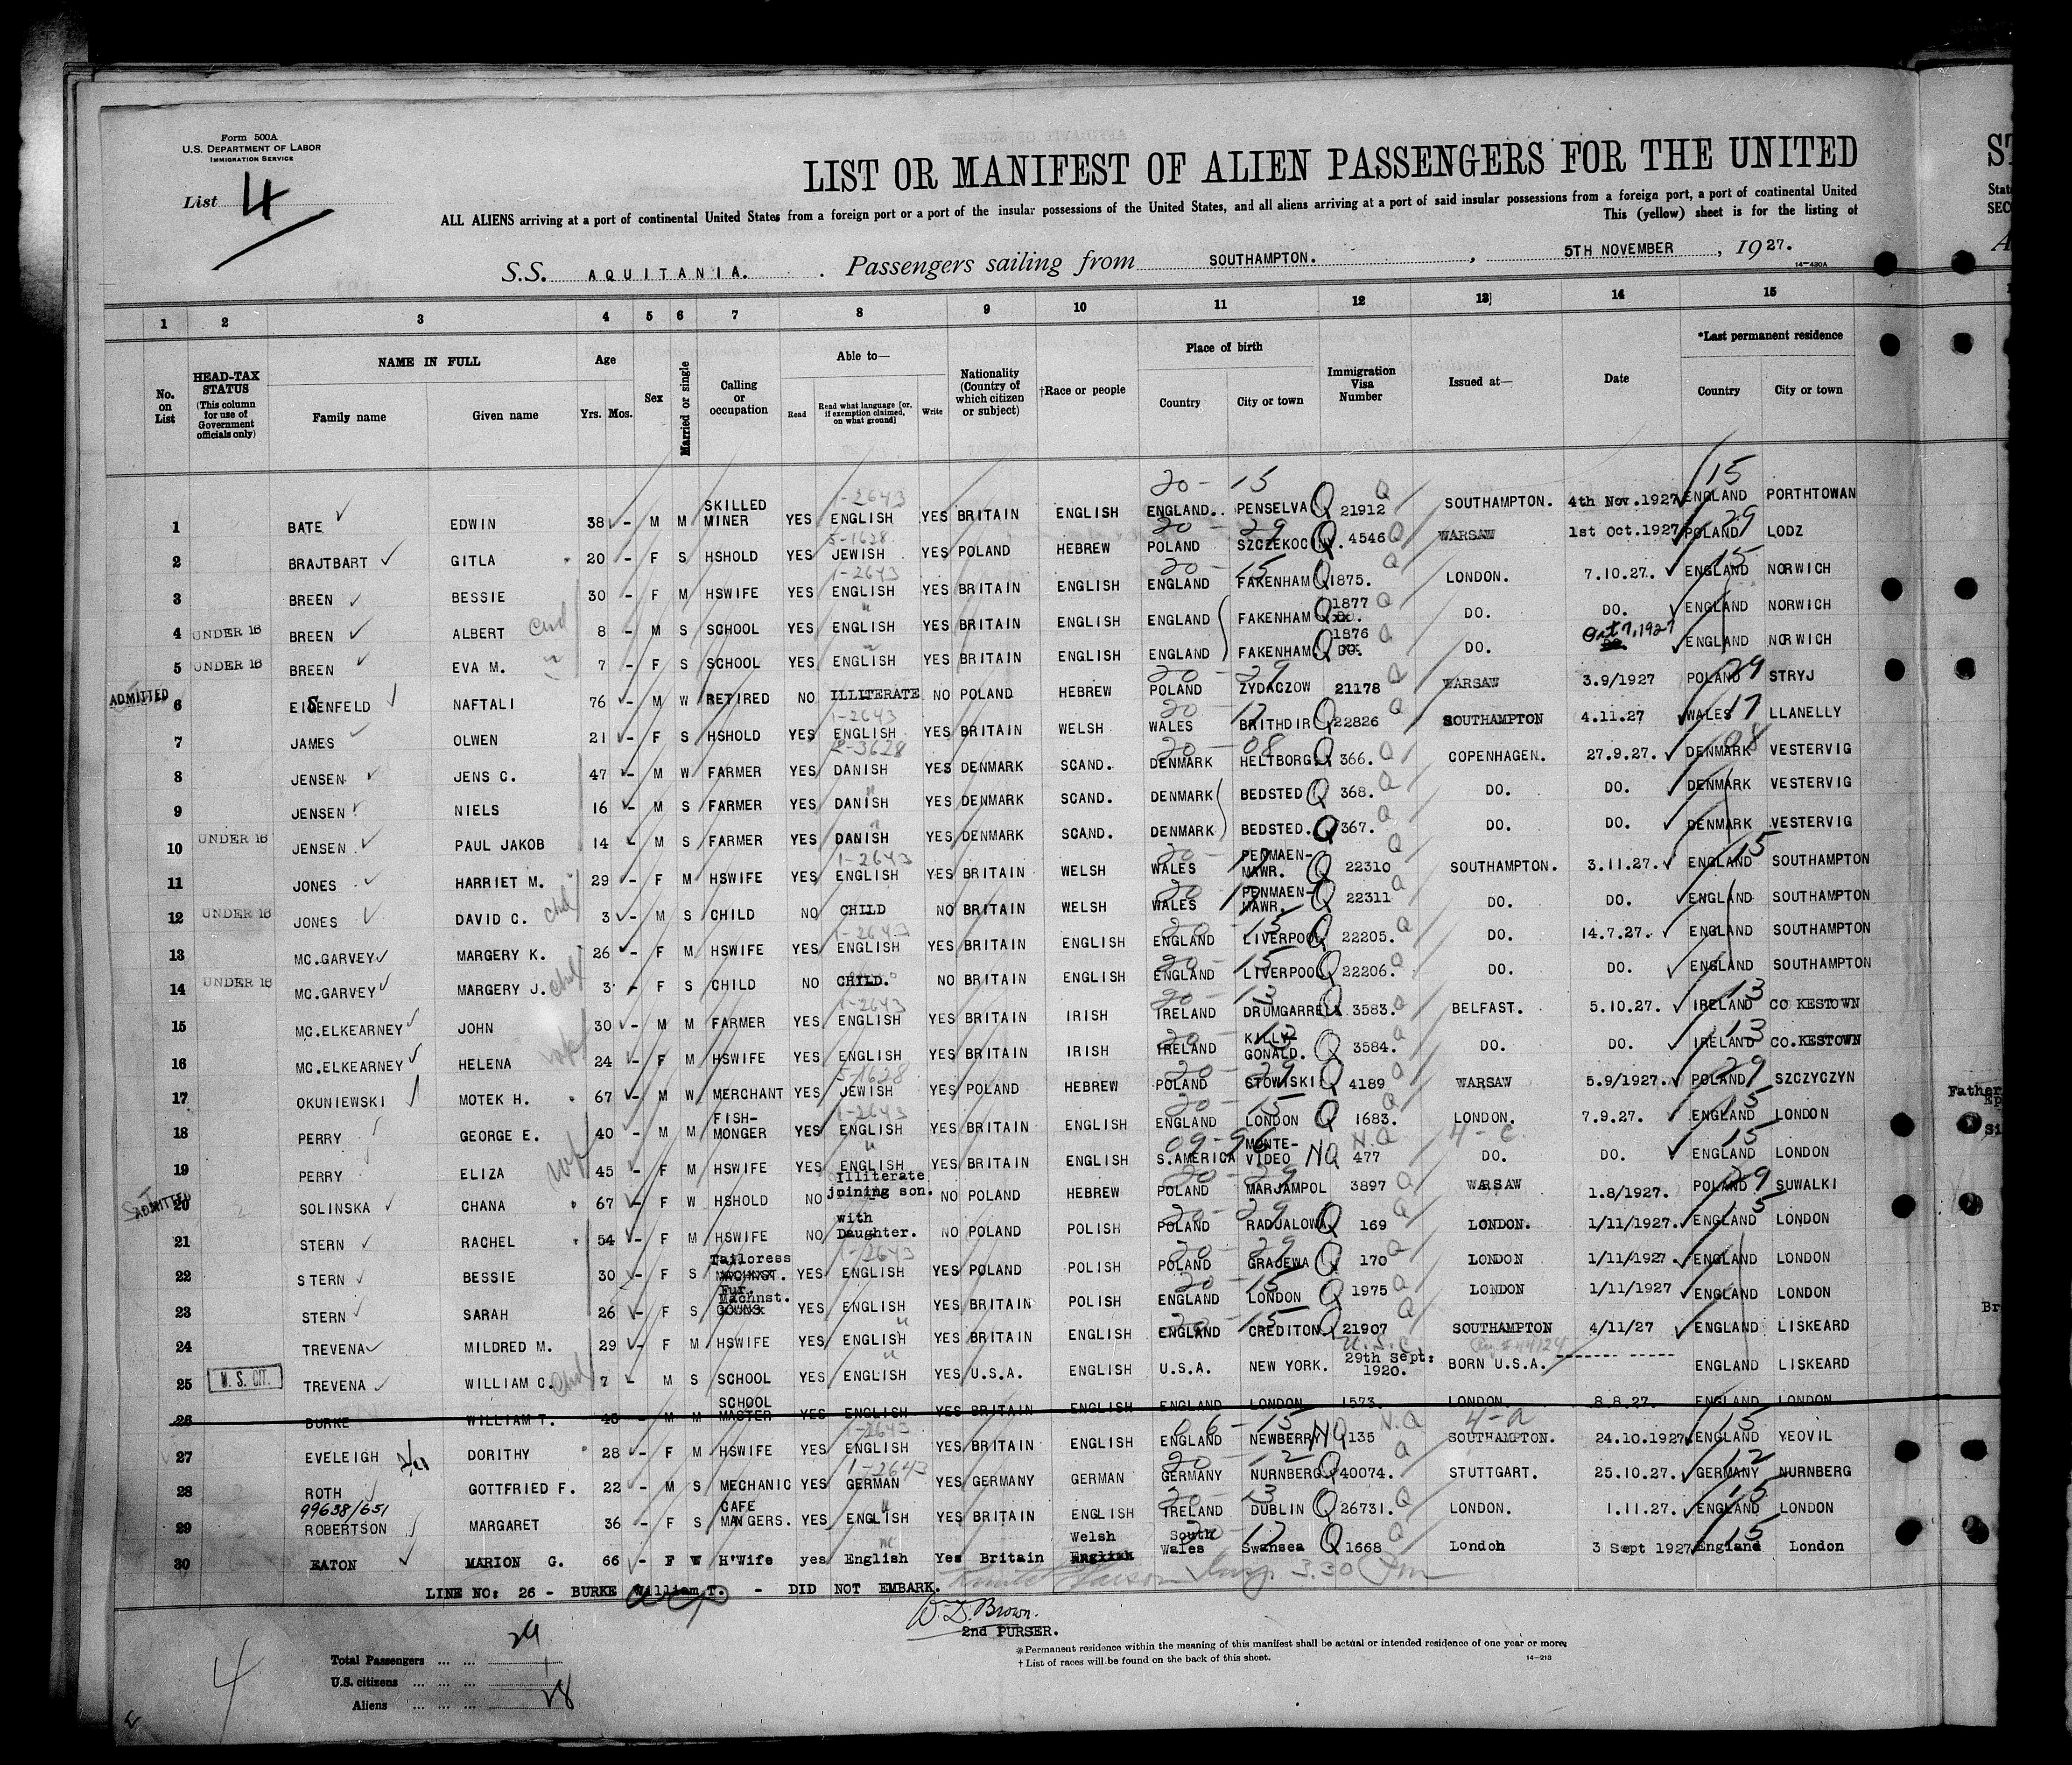 Form 500A
U.S. DEPARTMENT OF LABOR
IMMIGRATION SERVICE
List 4
LIST OR MANIFEST OF ALIEN PASSENGERS FOR THE UNITED
ALL ALIENS arriving at a port of continental United States from a foreign port or a port of the insular possessions of the United States, and all aliens arriving at a port of said insular possessions from a foreign port, a port of continental United
This (yellow) sheet is for the listing of
S.S. AQUITANIA. Passengers sailing from SOUTHAMPTON. , 5TH NOVEMBER , 1927.
14—430A
1 2 3 4 5 6 7 8 9 10 11 12 13 14 15
No. on List
HEAD-TAX STATUS (This column for use of Government officials only)
NAME IN FULL Family name Given name
Age Yrs. Mos.
Sex
Married or single
Calling or occupation
Able to— Read Read what language [or, if exemption claimed, on what ground] Write
Nationality (Country of which citizen or subject)
†Race or people
Place of birth Country City or town
Immigration Visa Number
Issued at—
Date
*Last permanent residence Country City or town
1 BATE EDWIN 38 - M M SKILLED MINER YES ENGLISH YES BRITAIN ENGLISH ENGLAND.. PENSELVA 21912 SOUTHAMPTON. 4th Nov.1927 ENGLAND PORTHTOWAN
2 BRAJTBART GITLA 20 - F S HSHOLD YES JEWISH YES POLAND HEBREW POLAND 4546 WARSAW 1st Oct.1927 POLAND LODZ
3 BREEN BESSIE 30 - F M HSWIFE YES ENGLISH YES BRITAIN ENGLISH ENGLAND FAKENHAM 1875. LONDON. 7.10.27. ENGLAND NORWICH
4 UNDER 16 BREEN ALBERT 8 - M S SCHOOL YES ENGLISH YES BRITAIN ENGLISH ENGLAND FAKENHAM 1877 DO. DO. DO. ENGLAND NORWICH
5 UNDER 16 BREEN EVA M. 7 - F S SCHOOL YES ENGLISH YES BRITAIN ENGLISH ENGLAND FAKENHAM 1876 DO. DO. Oct 7, 1927 ENGLAND NORWICH
ADMITTED
6 EISENFELD NAFTALI 76 - M W RETIRED NO ILLITERATE NO POLAND HEBREW POLAND ZYDACZOW 21178 WARSAW 3.9/1927 POLAND STRYJ
7 JAMES OLWEN 21 - F S HSHOLD YES ENGLISH YES BRITAIN WELSH WALES BRITHDIR 22826 SOUTHAMPTON 4.11.27 WALES LLANELLY
8 JENSEN. JENS C. 47 - M W FARMER YES DANISH YES DENMARK SCAND. DENMARK HELTBORG 366. COPENHAGEN. 27.9.27. DENMARK VESTERVIG
9 JENSEN NIELS 16 - M S FARMER YES DANISH YES DENMARK SCAND. DENMARK BEDSTED 368. DO. DO. DENMARK VESTERVIG
10 UNDER 16 JENSEN PAUL JAKOB 14 - M S FARMER YES DANISH YES DENMARK SCAND. DENMARK BEDSTED. 367. DO. DO. DENMARK VESTERVIG
11 JONES HARRIET M. 29 - F M HSWIFE YES ENGLISH YES BRITAIN WELSH WALES PENMAEN-MAWR. 22310 SOUTHAMPTON. 3.11.27. ENGLAND SOUTHAMPTON
12 UNDER 16 JONES DAVID C. 3 - M S CHILD NO CHILD NO BRITAIN WELSH WALES PENMAEN-MAWR. 22311 DO. DO. ENGLAND SOUTHAMPTON
13 MC.GARVEY MARGERY K. 26 - F M HSWIFE YES ENGLISH YES BRITAIN ENGLISH ENGLAND LIVERPOOL 22205. DO. 14.7.27. ENGLAND SOUTHAMPTON
14 UNDER 16 MC.GARVEY MARGERY J. 3 - F S CHILD NO CHILD. NO BRITAIN ENGLISH ENGLAND LIVERPOOL 22206. DO. DO. ENGLAND SOUTHAMPTON
15 MC.ELKEARNEY JOHN 30 - M M FARMER YES ENGLISH YES BRITAIN IRISH IRELAND 3583. BELFAST. 5.10.27. IRELAND CO KESTOWN
16 MC.ELKEARNEY HELENA 24 - F M HSWIFE YES ENGLISH YES BRITAIN IRISH IRELAND KILLY-GONALD. 3584. DO. DO. IRELAND CO.KESTOWN
17 OKUNIEWSKI MOTEK H. 67 - M W MERCHANT YES JEWISH YES POLAND HEBREW POLAND STOWISKI 4189 WARSAW 5.9/1927. POLAND SZCZYCZYN
18 PERRY GEORGE E. 40 - M M FISH-MONGER YES ENGLISH YES BRITAIN ENGLISH ENGLAND LONDON 1683. LONDON. 7.9.27. ENGLAND LONDON
19 PERRY ELIZA 45 - F M HSWIFE YES ENGLISH YES BRITAIN ENGLISH S.AMERICA MONTE-VIDEO 477 DO. DO. ENGLAND LONDON
ADMITTED
20 SOLINSKA CHANA 67 - F W HSHOLD NO Illiterate joining son. NO POLAND HEBREW POLAND MARJAMPOL 3897 WARSAW 1.8/1927. POLAND SUWALKI
21 STERN RACHEL 54 - F M HSWIFE NO with Daughter. NO POLAND POLISH POLAND RADJALOWA 169 LONDON. 1/11/1927. ENGLAND LONDON
22 STERN BESSIE 30 - F S Tailoress YES ENGLISH YES POLAND POLISH POLAND GRAJEWA 170 LONDON 1/11/1927 ENGLAND LONDON
23 STERN SARAH 26 - F S Fur. Machnst. YES ENGLISH YES BRITAIN POLISH ENGLAND LONDON 1975 LONDON 1/11/1927 ENGLAND LONDON
24 TREVENA MILDRED M. 29 - F M HSWIFE YES ENGLISH YES BRITAIN ENGLISH ENGLAND CREDITON 21907 SOUTHAMPTON 4/11/27 ENGLAND LISKEARD
25 U.S. CIT. TREVENA WILLIAM C. 7 - M S SCHOOL YES ENGLISH YES U.S.A. ENGLISH U.S.A. NEW YORK. 29th Sept: 1920. BORN U.S.A. ENGLAND LISKEARD
26 BURKE WILLIAM T. 45 - M M SCHOOL MASTER YES ENGLISH YES BRITAIN ENGLISH ENGLAND LONDON 1573. LONDON. 8.8.27. ENGLAND LONDON
27 EVELEIGH DORITHY 28 - F M HSWIFE YES ENGLISH YES BRITAIN ENGLISH ENGLAND NEWBERRY 135 SOUTHAMPTON. 24.10.1927 ENGLAND YEOVIL
28 ROTH GOTTFRIED F. 22 - M S MECHANIC YES GERMAN YES GERMANY GERMAN GERMANY NURNBERG 40074. STUTTGART. 25.10.27. GERMANY NURNBERG
99638/651
29 ROBERTSON MARGARET 36 - F S CAFE MANGERS. YES ENGLISH YES BRITAIN ENGLISH IRELAND DUBLIN 26731. LONDON. 1.11.27. ENGLAND LONDON
30 EATON MARION G. 66 - F W H'Wife yes English Yes Britain Welsh South Wales Swansea 1668 London 3 Sept 1927 England London
LINE NO: 26 - BURKE William T. - DID NOT EMBARK.
W.D. Brown.
2nd PURSER.
*Permanent residence within the meaning of this manifest shall be actual or intended residence of one year or more.
† List of races will be found on the back of this sheet.
14—213
Total Passengers ... ... 29
U.S. citizens ... ... ... 1
Aliens ... ... ... 28
4